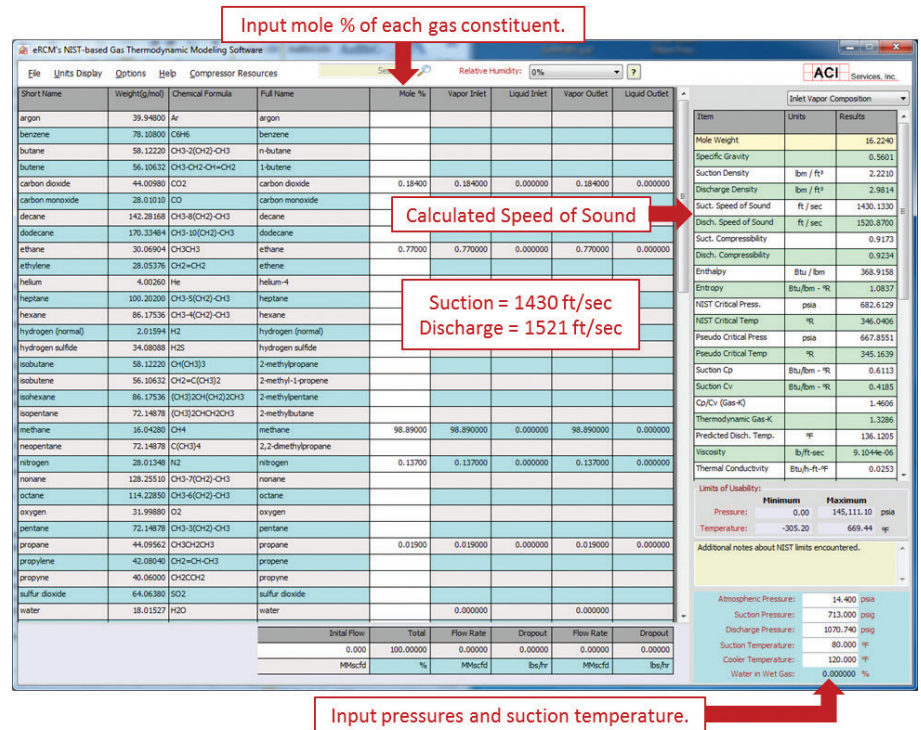 Input mole % of each gas constituent.
eRCM's NIST-based Gas Thermodynamic Modeling Software
File Units Display Options Help Compressor Resources Relative Humidity: 0% ? ACI Services, Inc.
Short Name Weight(g/mol) Chemical Formula Full Name Mole % Vapor Inlet Liquid Inlet Vapor Outlet Liquid Outlet
argon 39.94800 Ar argon
benzene 78.10800 C6H6 benzene
butane 58.12220 CH3-2(CH2)-CH3 n-butane
butene 56.10632 CH3-CH2-CH=CH2 1-butene
carbon dioxide 44.00980 CO2 carbon dioxide 0.18400 0.184000 0.000000 0.184000 0.000000
carbon monoxide 28.01010 CO carbon monoxide
decane 142.28168 CH3-8(CH2)-CH3 decane
dodecane 170.33484 CH3-10(CH2)-CH3 dodecane
ethane 30.06904 CH3CH3 ethane 0.77000 0.770000 0.000000 0.770000 0.000000
ethylene 28.05376 CH2=CH2 ethene
helium 4.00260 He helium-4
heptane 100.20200 CH3-5(CH2)-CH3 heptane
hexane 86.17536 CH3-4(CH2)-CH3 hexane
hydrogen (normal) 2.01594 H2 hydrogen (normal)
hydrogen sulfide 34.08088 H2S hydrogen sulfide
isobutane 58.12220 CH(CH3)3 2-methylpropane
isobutene 56.10632 CH2=C(CH3)2 2-methyl-1-propene
isohexane 86.17536 (CH3)2CH(CH2)2CH3 2-methylpentane
isopentane 72.14878 (CH3)2CHCH2CH3 2-methylbutane
methane 16.04280 CH4 methane 98.89000 98.890000 0.000000 98.890000 0.000000
neopentane 72.14878 C(CH3)4 2,2-dimethylpropane
nitrogen 28.01348 N2 nitrogen 0.13700 0.137000 0.000000 0.137000 0.000000
nonane 128.25510 CH3-7(CH2)-CH3 nonane
octane 114.22850 CH3-6(CH2)-CH3 octane
oxygen 31.99880 O2 oxygen
pentane 72.14878 CH3-3(CH2)-CH3 pentane
propane 44.09562 CH3CH2CH3 propane 0.01900 0.019000 0.000000 0.019000 0.000000
propylene 42.08040 CH2=CH-CH3 propene
propyne 40.06000 CH2CCH2 propyne
sulfur dioxide 64.06380 SO2 sulfur dioxide
water 18.01527 H2O water 0.000000 0.000000
Inital Flow Total Flow Rate Dropout Flow Rate Dropout
0.000 100.00000 0.00000 0.00000 0.00000 0.00000
MMscfd % MMscfd lbs/hr MMscfd lbs/hr
Calculated Speed of Sound
Suction = 1430 ft/sec
Discharge = 1521 ft/sec
Inlet Vapor Composition
Item Units Results
Mole Weight 16.2240
Specific Gravity 0.5601
Suction Density lbm / ft³ 2.2210
Discharge Density lbm / ft³ 2.9814
Suct. Speed of Sound ft / sec 1430.1330
Disch. Speed of Sound ft / sec 1520.8700
Suct. Compressibility 0.9173
Disch. Compressibility 0.9234
Enthalpy Btu / lbm 368.9158
Entropy Btu/lbm - ºR 1.0837
NIST Critical Press. psia 682.6129
NIST Critical Temp ºR 346.0406
Pseudo Critical Press psia 667.8551
Pseudo Critical Temp ºR 345.1639
Suction Cp Btu/lbm - ºR 0.6113
Suction Cv Btu/lbm - ºR 0.4185
Cp/Cv (Gas-K) 1.4606
Thermodynamic Gas-K 1.3286
Predicted Disch. Temp. ºF 136.1205
Viscosity lb/ft-sec 9.1044e-06
Thermal Conductivity Btu/h-ft-ºF 0.0253
Limits of Usability:
Minimum Maximum
Pressure: 0.00 145,111.10 psia
Temperature: -305.20 669.44 ºF
Additional notes about NIST limits encountered.
Atmospheric Pressure: 14.400 psia
Suction Pressure: 713.000 psig
Discharge Pressure: 1070.740 psig
Suction Temperature: 80.000 ºF
Cooler Temperature: 120.000 ºF
Water in Wet Gas: 0.000000 %
Input pressures and suction temperature.